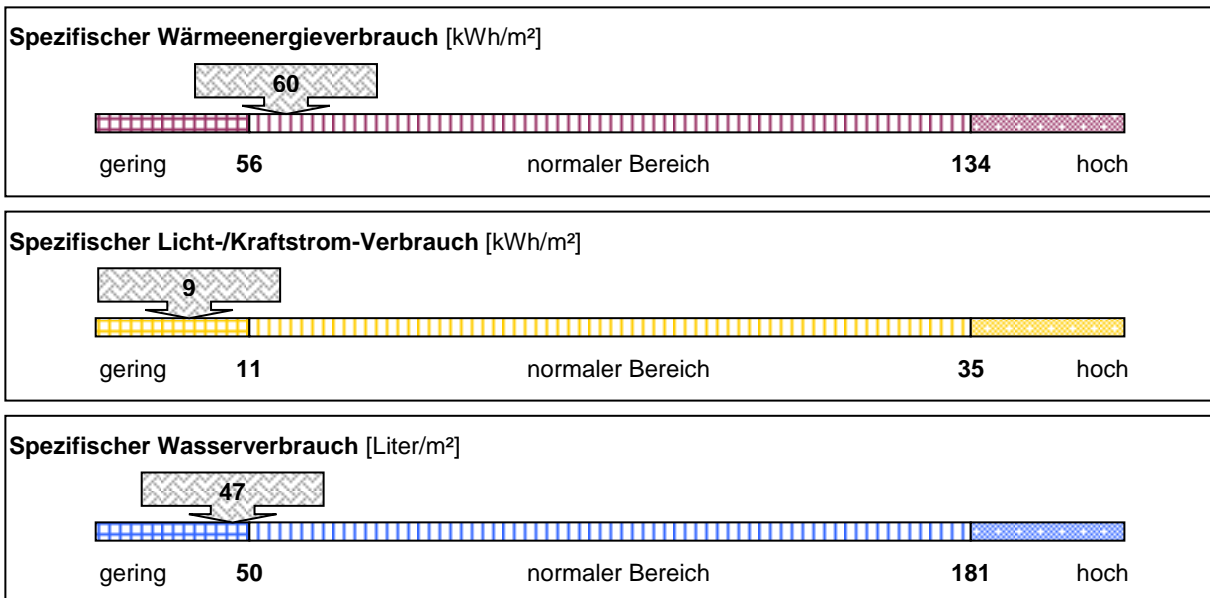 Spezifischer Wärmeenergieverbrauch [kWh/m²]
60
gering 56 normaler Bereich 134 hoch
Spezifischer Licht-/Kraftstrom-Verbrauch [kWh/m²]
9
gering 11 normaler Bereich 35 hoch
Spezifischer Wasserverbrauch [Liter/m²]
47
gering 50 normaler Bereich 181 hoch